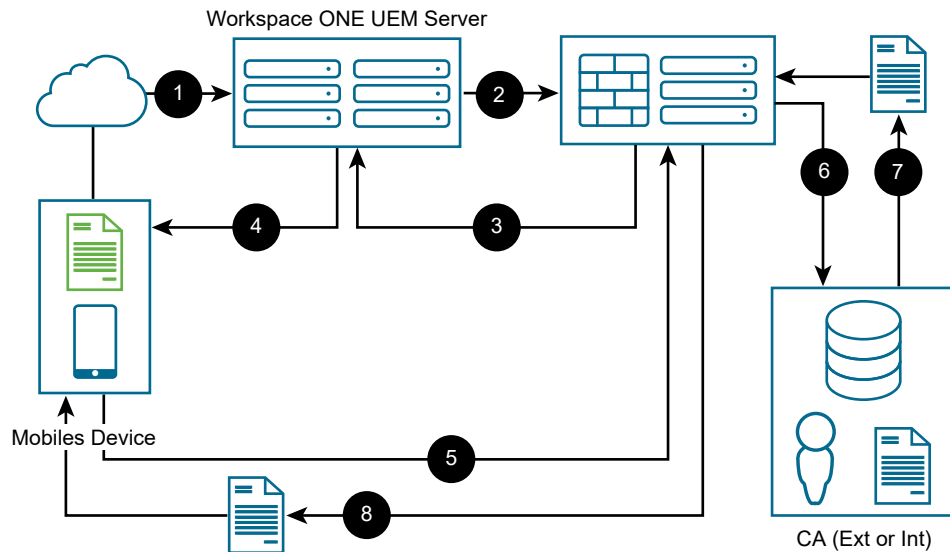 Workspace ONE UEM Server
1
2
6
7
4
3
Mobiles Device
5
8
CA (Ext or Int)